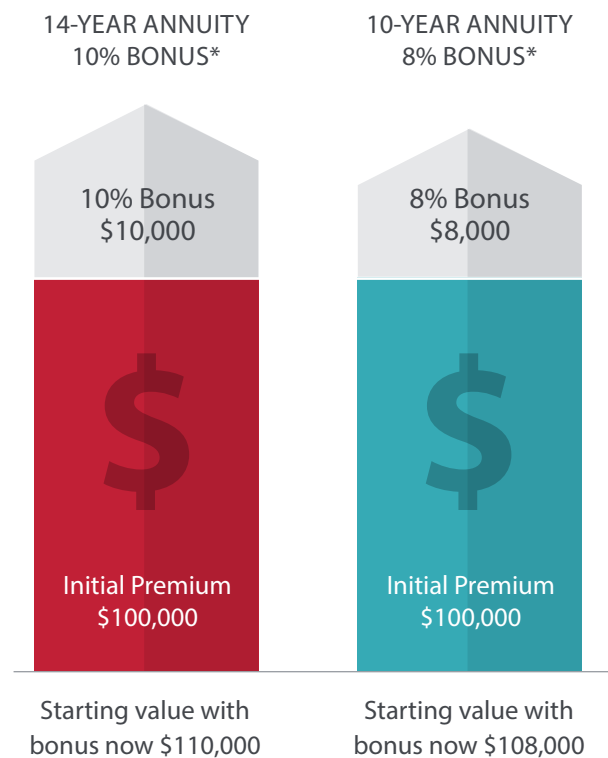 14-YEAR ANNUITY
10% BONUS*
10% Bonus
$10,000
$
Initial Premium
$100,000
Starting value with
bonus now $110,000
10-YEAR ANNUITY
8% BONUS*
8% Bonus
$8,000
$
Initial Premium
$100,000
Starting value with
bonus now $108,000